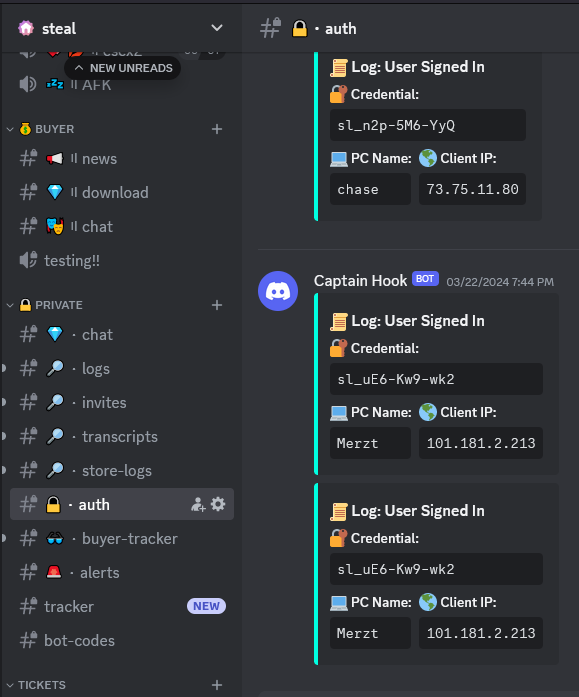 steal
NEW UNREADS
AFK
BUYER
news
download
chat
testing!!
PRIVATE
· chat
· logs
· invites
· transcripts
· store-logs
· auth
· buyer-tracker
· alerts
tracker NEW
bot-codes
TICKETS
· auth
Log: User Signed In
Credential:
sl_n2p-5M6-YyQ
PC Name: Client IP:
chase 73.75.11.80
Captain Hook BOT 03/22/2024 7:44 PM
Log: User Signed In
Credential:
sl_uE6-Kw9-wk2
PC Name: Client IP:
Merzt 101.181.2.213
Log: User Signed In
Credential:
sl_uE6-Kw9-wk2
PC Name: Client IP:
Merzt 101.181.2.213